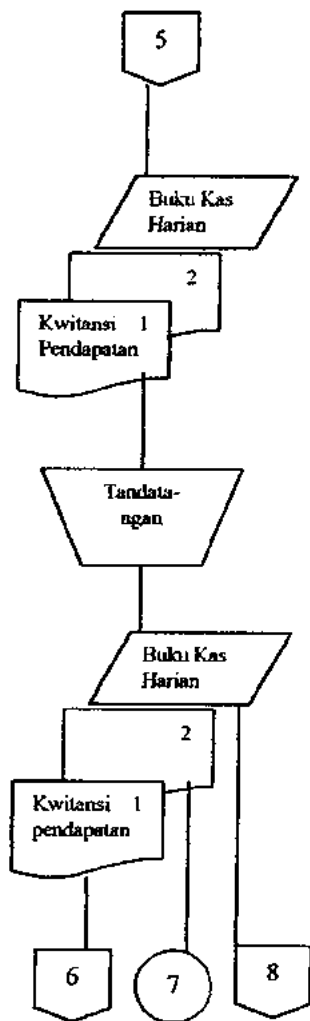 5
Buku Kas
Harian
2
Kwitansi 1
Pendapatan
Tandata-
ngan
Buku Kas
Harian
2
Kwitansi 1
pendapatan
6
7
8